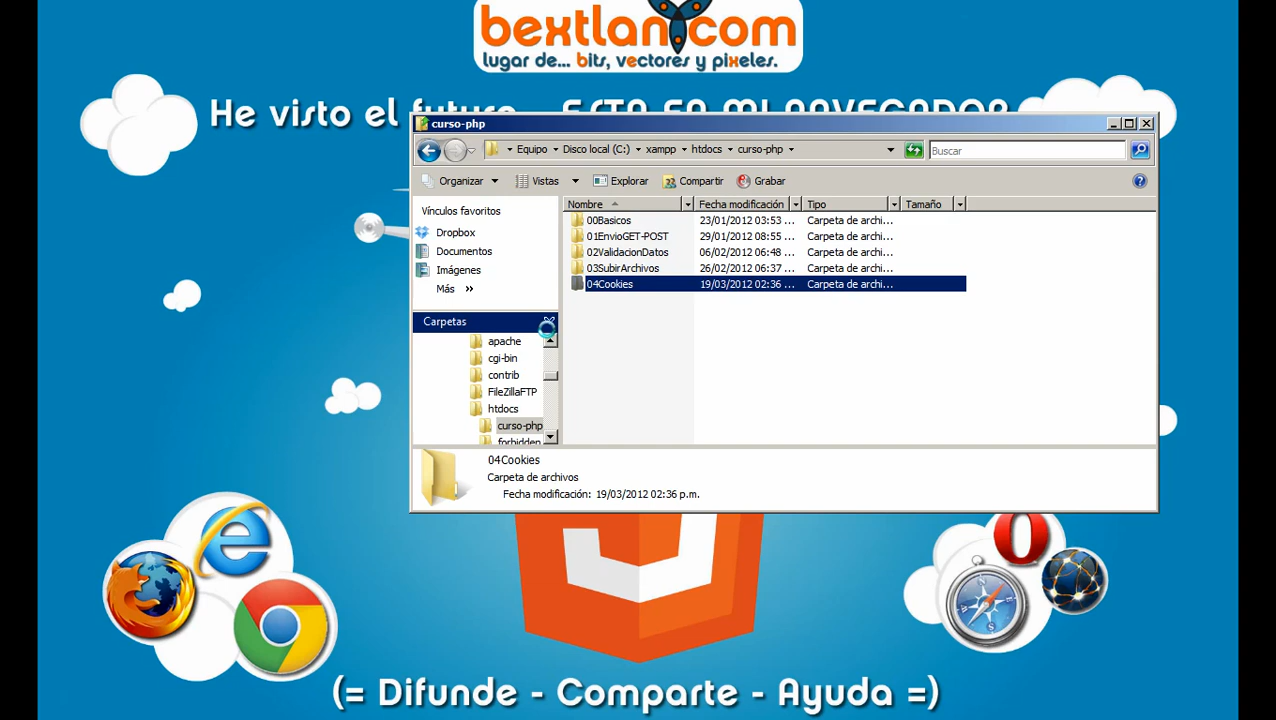 bextlan.com
lugar de... bits, vectores y pixeles.
He visto el futuro
curso-php
Equipo ▸ Disco local (C:) ▸ xampp ▸ htdocs ▸ curso-php
Buscar
Organizar Vistas Explorar Compartir Grabar
Vínculos favoritos
Dropbox
Documentos
Imágenes
Más »
Carpetas
apache
cgi-bin
contrib
FileZillaFTP
htdocs
curso-php
forbidden
Nombre Fecha modificación Tipo Tamaño
00Basicos 23/01/2012 03:53 ... Carpeta de archi...
01EnvioGET-POST 29/01/2012 08:55 ... Carpeta de archi...
02ValidacionDatos 06/02/2012 06:48 ... Carpeta de archi...
03SubirArchivos 26/02/2012 06:37 ... Carpeta de archi...
04Cookies 19/03/2012 02:36 ... Carpeta de archi...
04Cookies
Carpeta de archivos
Fecha modificación: 19/03/2012 02:36 p.m.
(= Difunde - Comparte - Ayuda =)